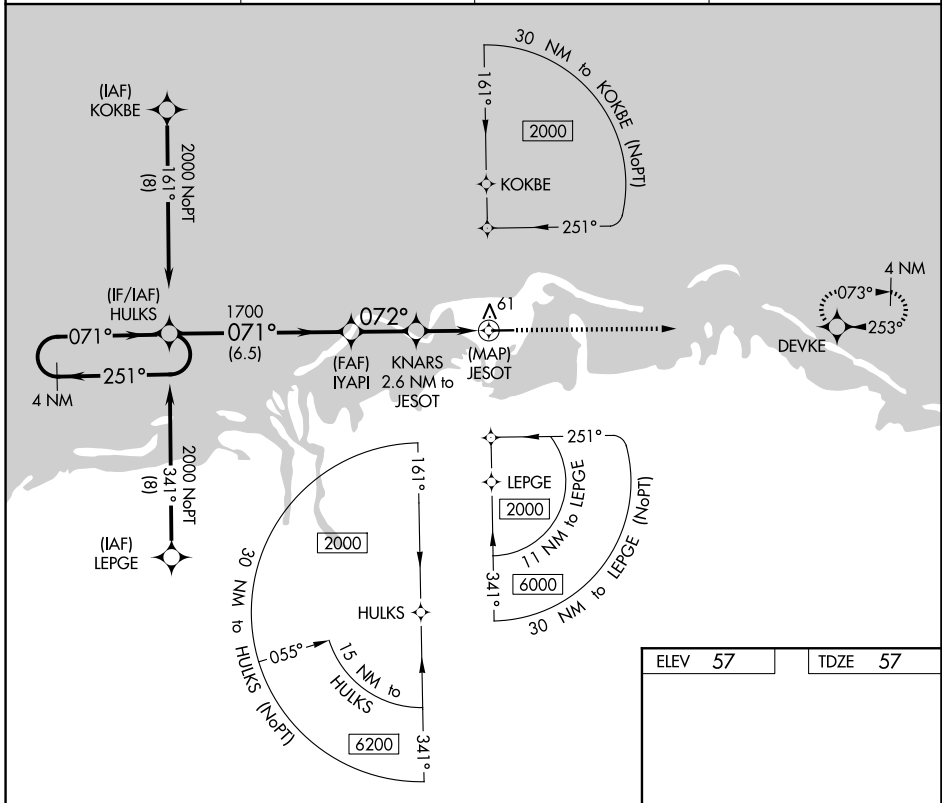 (IAF)
KOKBE
2000 NoPT
161°
(8)
30 NM to KOKBE (NoPT)
161°
2000
KOKBE
251°
(IF/IAF)
HULKS
071°
251°
4 NM
1700
071°
(6.5)
072°
(FAF)
IYAPI
KNARS
2.6 NM to
JESOT
61
(MAP)
JESOT
4 NM
073°
253°
DEVKE
2000 NoPT
341°
(8)
(IAF)
LEPGE
30 NM to HULKS (NoPT)
161°
2000
HULKS
055°
15 NM to
HULKS
6200
341°
251°
LEPGE
2000
11 NM to LEPGE
6000
341°
30 NM to LEPGE (NoPT)
ELEV 57
TDZE 57